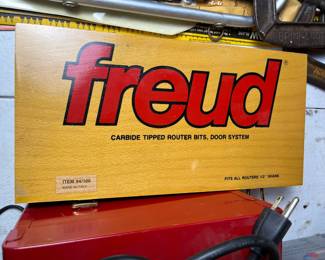 freud®
CARBIDE TIPPED ROUTER BITS, DOOR SYSTEM
ITEM 94-100
MADE IN ITALY
FITS ALL ROUTERS 1/2" SHANK